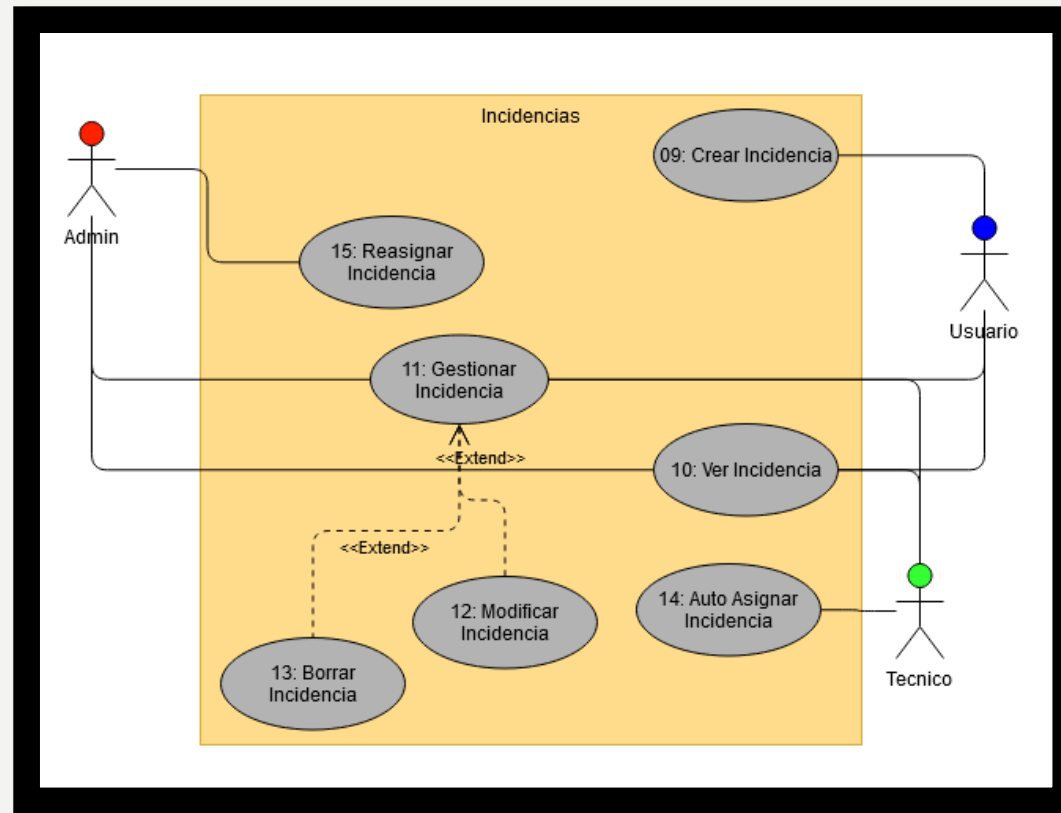 Incidencias
09: Crear Incidencia
Admin
15: Reasignar
Incidencia
Usuario
11: Gestionar
Incidencia
<<Extend>>
10: Ver Incidencia
<<Extend>>
12: Modificar
Incidencia
14: Auto Asignar
Incidencia
13: Borrar
Incidencia
Tecnico